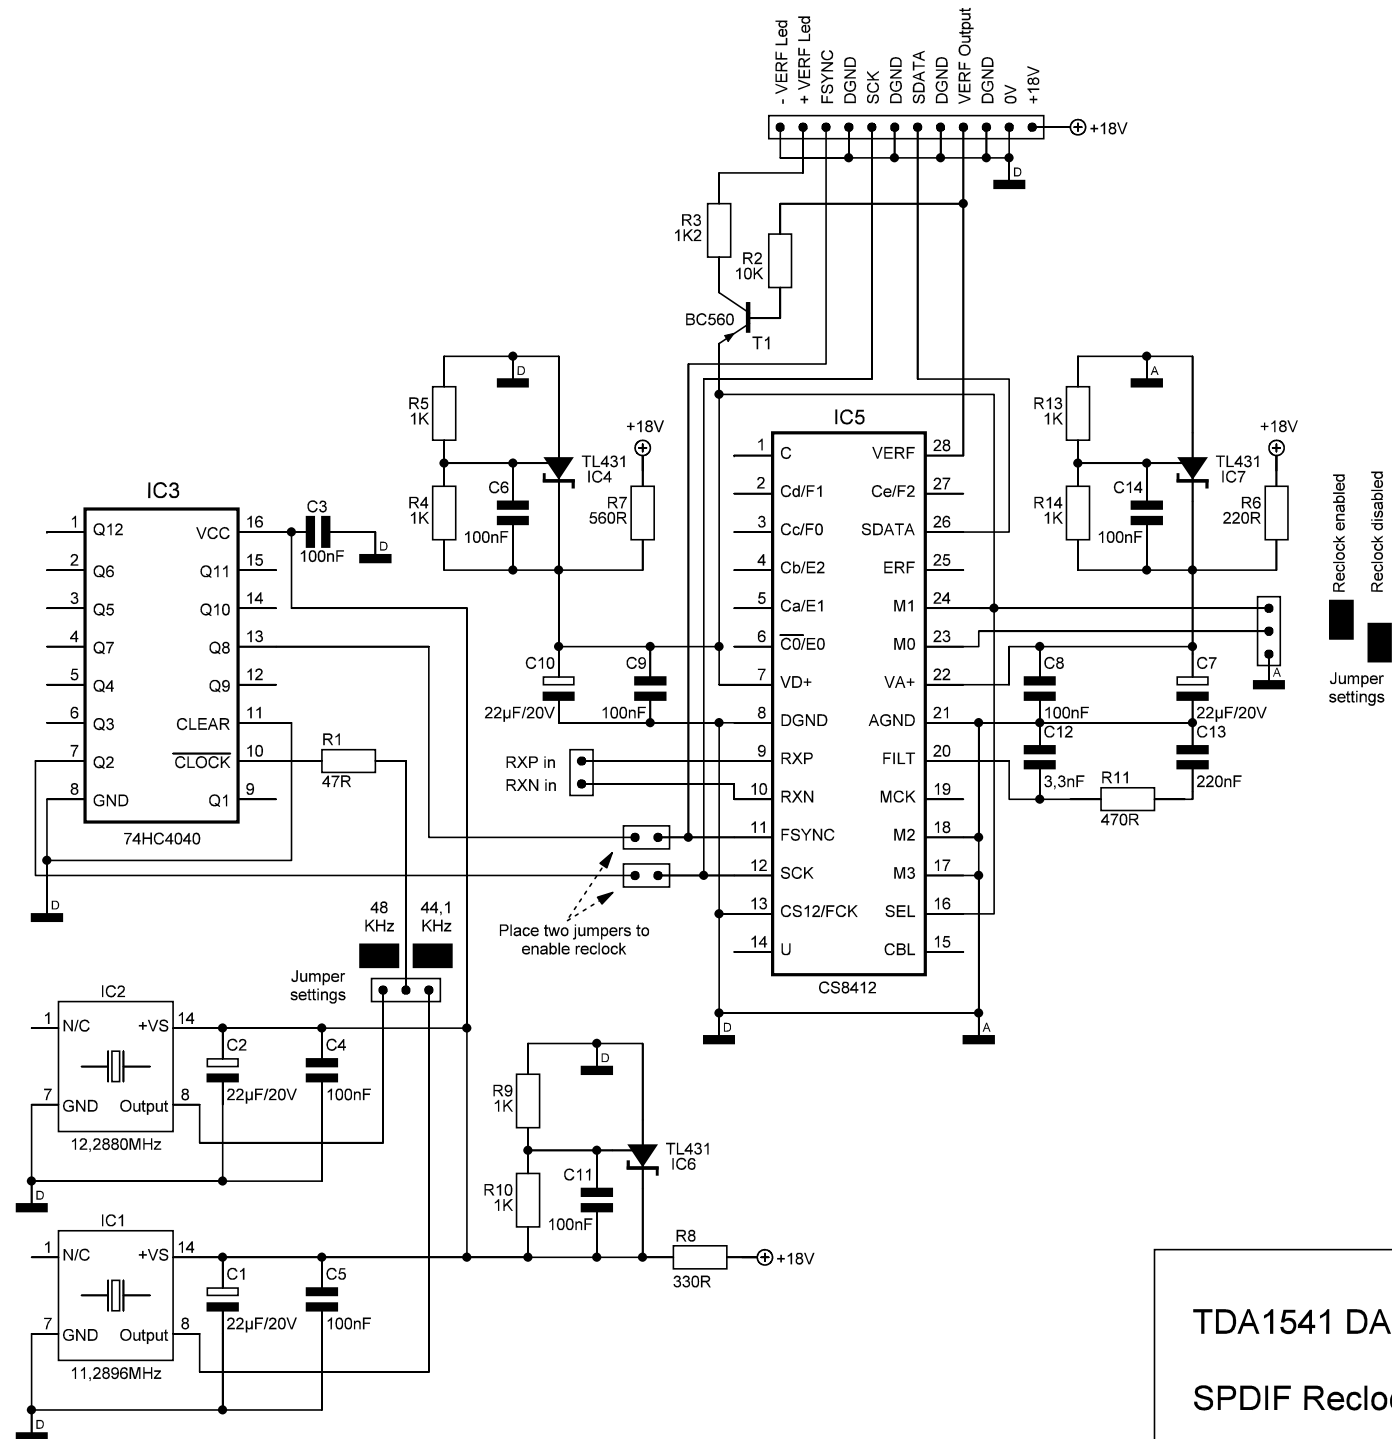 - VERF Led
+ VERF Led
FSYNC
DGND
SCK
DGND
SDATA
DGND
VERF Output
DGND
0V
+18V
+18V
D
R3
1K2
R2
10K
BC560
T1
D
R5
1K
+18V
TL431
IC4
R4
1K
C6
100nF
R7
560R
A
R13
1K
+18V
TL431
IC7
R14
1K
C14
100nF
R6
220R
Reclock enabled
Reclock disabled
Jumper
settings
A
IC3
1
Q12
2
Q6
3
Q5
4
Q7
5
Q4
6
Q3
7
Q2
8
GND
VCC
16
Q11
15
Q10
14
Q8
13
Q9
12
CLEAR
11
CLOCK
10
Q1
9
74HC4040
C3
100nF
D
R1
47R
D
IC5
1
C
2
Cd/F1
3
Cc/F0
4
Cb/E2
5
Ca/E1
6
C0/E0
7
VD+
8
DGND
9
RXP
10
RXN
11
FSYNC
12
SCK
13
CS12/FCK
14
U
VERF
28
Ce/F2
27
SDATA
26
ERF
25
M1
24
M0
23
VA+
22
AGND
21
FILT
20
MCK
19
M2
18
M3
17
SEL
16
CBL
15
CS8412
C10
22µF/20V
C9
100nF
C8
100nF
C7
22µF/20V
C12
3,3nF
C13
220nF
R11
470R
RXP in
RXN in
Place two jumpers to
enable reclock
D
A
48
KHz
44,1
KHz
Jumper
settings
IC2
1
N/C
+VS
14
7
GND
Output
8
12,2880MHz
C2
22µF/20V
C4
100nF
D
IC1
1
N/C
+VS
14
7
GND
Output
8
11,2896MHz
C1
22µF/20V
C5
100nF
D
D
R9
1K
TL431
IC6
R10
1K
C11
100nF
R8
330R
+18V
TDA1541 DA
SPDIF Reclo